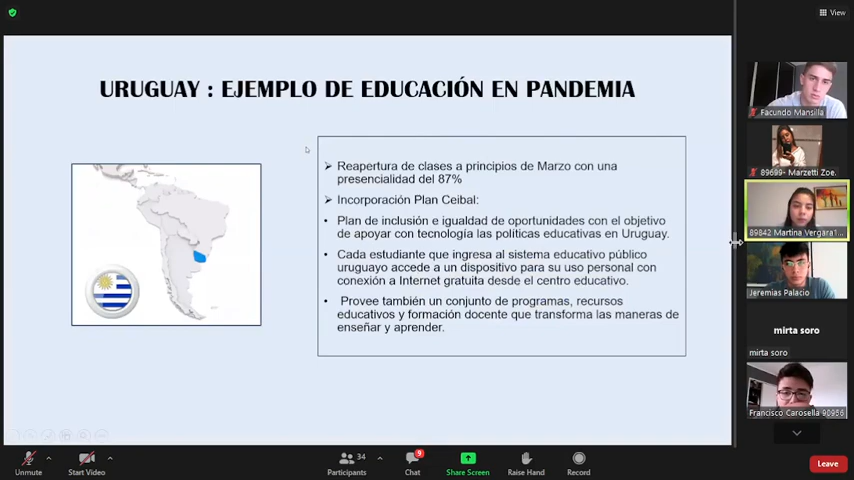 View
URUGUAY : EJEMPLO DE EDUCACIÓN EN PANDEMIA
➢ Reapertura de clases a principios de Marzo con una
presencialidad del 87%
➢ Incorporación Plan Ceibal:
• Plan de inclusión e igualdad de oportunidades con el objetivo
de apoyar con tecnología las políticas educativas en Uruguay.
• Cada estudiante que ingresa al sistema educativo público
uruguayo accede a un dispositivo para su uso personal con
conexión a Internet gratuita desde el centro educativo.
• Provee también un conjunto de programas, recursos
educativos y formación docente que transforma las maneras de
enseñar y aprender.
Facundo Mansilla
89699- Marzetti Zoe.
89842 Martina Vergara1...
Jeremias Palacio
mirta soro
mirta soro
Francisco Carosella 90956
Unmute
Start Video
34
Participants
9
Chat
Share Screen
Raise Hand
Record
Leave